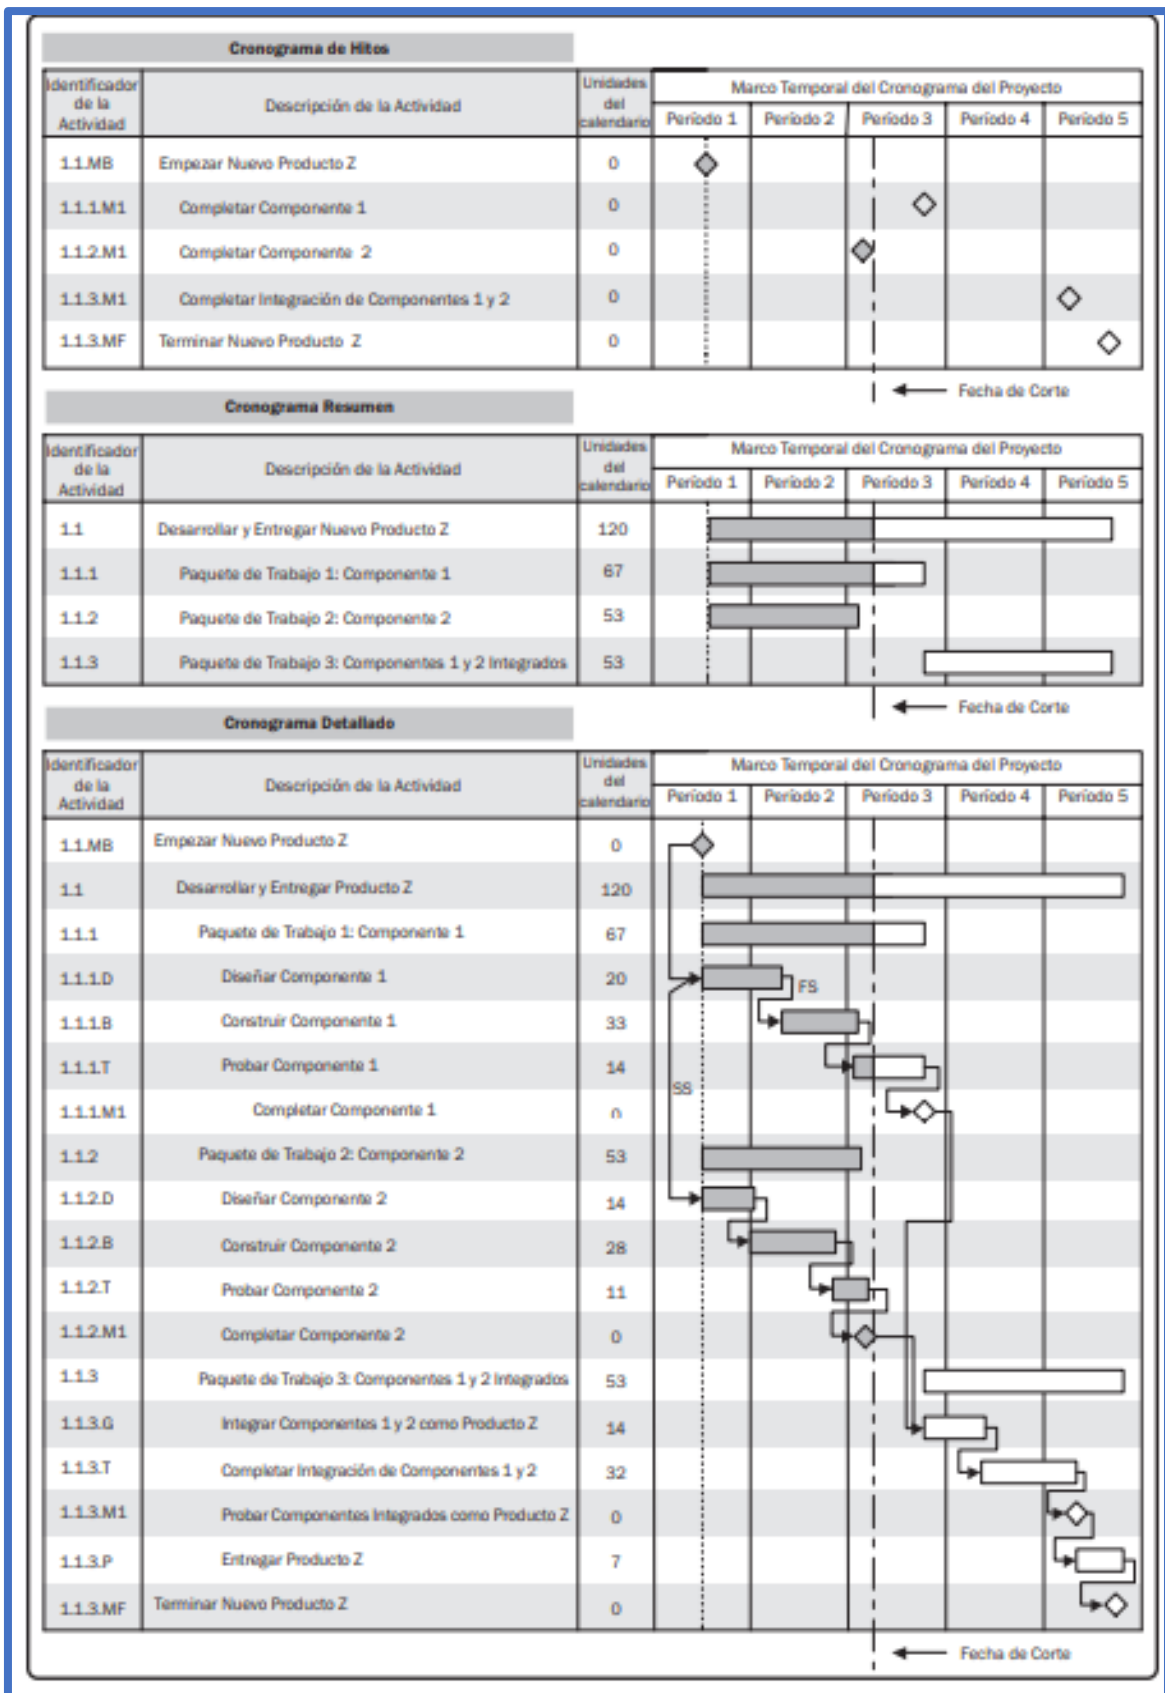 Cronograma de Hitos
Identificador de la Actividad Descripción de la Actividad Unidades del calendario Marco Temporal del Cronograma del Proyecto
Período 1 Período 2 Período 3 Período 4 Período 5
1.1.MB Empezar Nuevo Producto Z 0
1.1.1.M1 Completar Componente 1 0
1.1.2.M1 Completar Componente 2 0
1.1.3.M1 Completar Integración de Componentes 1 y 2 0
1.1.3.MF Terminar Nuevo Producto Z 0
Fecha de Corte
Cronograma Resumen
Identificador de la Actividad Descripción de la Actividad Unidades del calendario Marco Temporal del Cronograma del Proyecto
Período 1 Período 2 Período 3 Período 4 Período 5
1.1 Desarrollar y Entregar Nuevo Producto Z 120
1.1.1 Paquete de Trabajo 1: Componente 1 67
1.1.2 Paquete de Trabajo 2: Componente 2 53
1.1.3 Paquete de Trabajo 3: Componentes 1 y 2 Integrados 53
Fecha de Corte
Cronograma Detallado
Identificador de la Actividad Descripción de la Actividad Unidades del calendario Marco Temporal del Cronograma del Proyecto
Período 1 Período 2 Período 3 Período 4 Período 5
1.1.MB Empezar Nuevo Producto Z 0
1.1 Desarrollar y Entregar Producto Z 120
1.1.1 Paquete de Trabajo 1: Componente 1 67
1.1.1.D Diseñar Componente 1 20 FS
1.1.1.B Construir Componente 1 33
1.1.1.T Probar Componente 1 14
SS
1.1.1.M1 Completar Componente 1 0
1.1.2 Paquete de Trabajo 2: Componente 2 53
1.1.2.D Diseñar Componente 2 14
1.1.2.B Construir Componente 2 28
1.1.2.T Probar Componente 2 11
1.1.2.M1 Completar Componente 2 0
1.1.3 Paquete de Trabajo 3: Componentes 1 y 2 Integrados 53
1.1.3.G Integrar Componentes 1 y 2 como Producto Z 14
1.1.3.T Completar Integración de Componentes 1 y 2 32
1.1.3.M1 Probar Componentes Integrados como Producto Z 0
1.1.3.P Entregar Producto Z 7
1.1.3.MF Terminar Nuevo Producto Z 0
Fecha de Corte